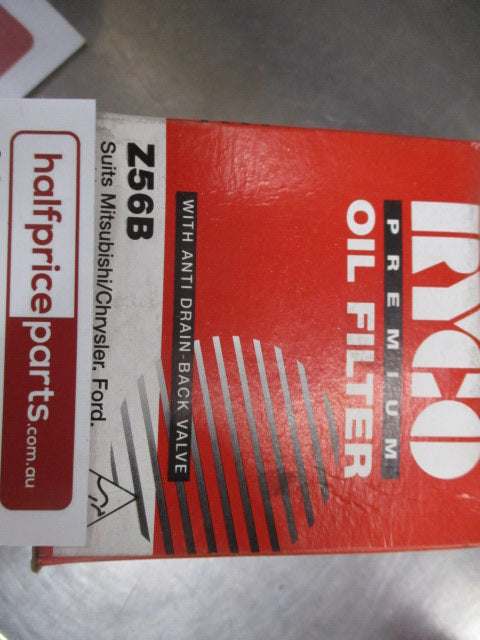 RYCO
PREMIUM
OIL FILTER
WITH ANTI DRAIN-BACK VALVE
Z56B
Suits Mitsubishi/Chrysler. Ford.
halfpriceparts.com.au